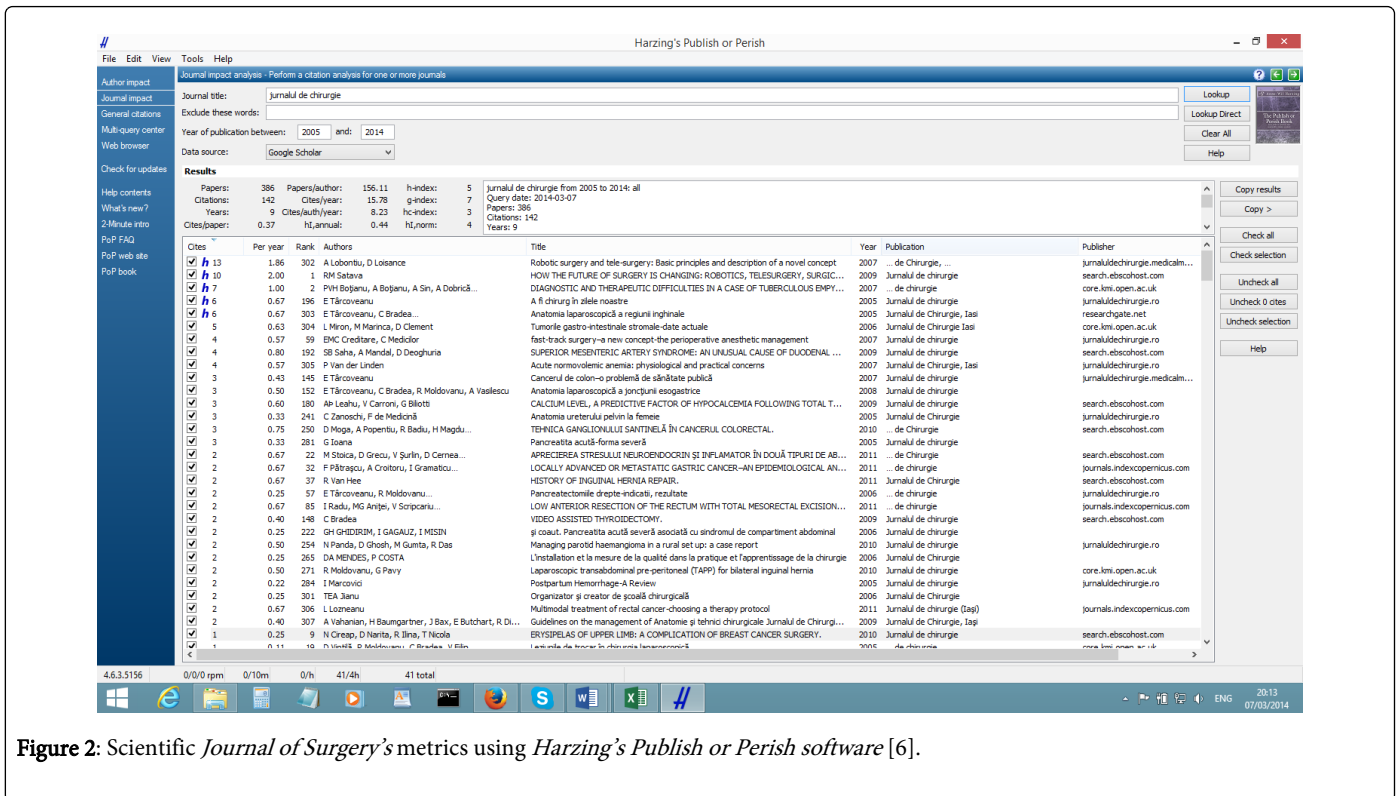 Harzing's Publish or Perish
File Edit View Tools Help
Author impact
Journal impact
General citations
Multi-query center
Web browser
Check for updates
Help contents
What's new?
2-Minute intro
PoP FAQ
PoP web site
PoP book
Journal impact analysis - Perform a citation analysis for one or more journals
Journal title: jurnalul de chirurgie Lookup
Exclude these words: Lookup Direct
Year of publication between: 2005 and: 2014 Clear All
Data source: Google Scholar Help
Results
Papers: 386 Papers/author: 156.11 h-index: 5
Citations: 142 Cites/year: 15.78 g-index: 7
Years: 9 Cites/auth/year: 8.23 hc-index: 3
Cites/paper: 0.37 hI,annual: 0.44 hI,norm: 4
jurnalul de chirurgie from 2005 to 2014: all
Query date: 2014-03-07
Papers: 386
Citations: 142
Years: 9
Copy results
Copy >
Check all
Check selection
Uncheck all
Uncheck 0 cites
Uncheck selection
Help
Cites Per year Rank Authors Title Year Publication Publisher
h 13 1.86 302 A Lobontiu, D Loisance Robotic surgery and tele-surgery: Basic principles and description of a novel concept 2007 ... de Chirurgie, ... jurnaluldechirurgie.medicalm...
h 10 2.00 1 RM Satava HOW THE FUTURE OF SURGERY IS CHANGING: ROBOTICS, TELESURGERY, SURGIC... 2009 Jurnalul de chirurgie search.ebscohost.com
h 7 1.00 2 PVH Boţianu, A Boţianu, A Sin, A Dobrică... DIAGNOSTIC AND THERAPEUTIC DIFFICULTIES IN A CASE OF TUBERCULOUS EMPY... 2007 ... de chirurgie core.kmi.open.ac.uk
h 6 0.67 196 E Târcoveanu A fi chirurg în zilele noastre 2005 Jurnalul de chirurgie jurnaluldechirurgie.ro
h 6 0.67 303 E Târcoveanu, C Bradea... Anatomia laparoscopică a regiunii inghinale 2005 Jurnalul de Chirurgie, Iasi researchgate.net
5 0.63 304 L Miron, M Marinca, D Clement Tumorile gastro-intestinale stromale-date actuale 2006 Jurnalul de Chirurgie Iasi core.kmi.open.ac.uk
4 0.57 59 EMC Creditare, C Medicilor fast-track surgery–a new concept-the perioperative anesthetic management 2007 Jurnalul de chirurgie jurnaluldechirurgie.ro
4 0.80 192 SB Saha, A Mandal, D Deoghuria SUPERIOR MESENTERIC ARTERY SYNDROME: AN UNUSUAL CAUSE OF DUODENAL ... 2009 Jurnalul de chirurgie search.ebscohost.com
4 0.57 305 P Van der Linden Acute normovolemic anemia: physiological and practical concerns 2007 Jurnalul de Chirurgie, Iasi jurnaluldechirurgie.ro
3 0.43 145 E Târcoveanu Cancerul de colon–o problemă de sănătate publică 2007 Jurnalul de chirurgie jurnaluldechirurgie.medicalm...
3 0.50 152 E Târcoveanu, C Bradea, R Moldovanu, A Vasilescu Anatomia laparoscopică a joncţiunii esogastrice 2008 Jurnalul de chirurgie
3 0.60 180 AÞ Leahu, V Carroni, G Biliotti CALCIUM LEVEL, A PREDICTIVE FACTOR OF HYPOCALCEMIA FOLLOWING TOTAL T... 2009 Jurnalul de chirurgie search.ebscohost.com
3 0.33 241 C Zanoschi, F de Medicină Anatomia ureterului pelvin la femeie 2005 Jurnalul de Chirurgie jurnaluldechirurgie.ro
3 0.75 250 D Moga, A Popentiu, R Badiu, H Magdu... TEHNICA GANGLIONULUI SANTINELĂ ÎN CANCERUL COLORECTAL. 2010 ... de Chirurgie search.ebscohost.com
3 0.33 281 G Ioana Pancreatita acută-forma severă 2005 Jurnalul de Chirurgie
2 0.67 22 M Stoica, D Grecu, V Şurlin, D Cernea... APRECIEREA STRESULUI NEUROENDOCRIN ŞI INFLAMATOR ÎN DOUĂ TIPURI DE AB... 2011 ... de chirurgie search.ebscohost.com
2 0.67 32 F Pătraşcu, A Croitoru, I Gramaticu... LOCALLY ADVANCED OR METASTATIC GASTRIC CANCER–AN EPIDEMIOLOGICAL AN... 2011 ... de chirurgie journals.indexcopernicus.com
2 0.67 37 R Van Hee HISTORY OF INGUINAL HERNIA REPAIR. 2011 Jurnalul de Chirurgie search.ebscohost.com
2 0.25 57 E Târcoveanu, R Moldovanu... Pancreatectomiile drepte-indicatii, rezultate 2006 ... de chirurgie jurnaluldechirurgie.ro
2 0.67 85 I Radu, MG Aniţei, V Scripcariu... LOW ANTERIOR RESECTION OF THE RECTUM WITH TOTAL MESORECTAL EXCISION... 2011 ... de chirurgie journals.indexcopernicus.com
2 0.40 148 C Bradea VIDEO ASSISTED THYROIDECTOMY. 2009 Jurnalul de chirurgie search.ebscohost.com
2 0.25 222 GH GHIDIRIM, I GAGAUZ, I MISIN şi coaut. Pancreatita acută severă asociată cu sindromul de compartiment abdominal 2006 Jurnalul de chirurgie
2 0.50 254 N Panda, D Ghosh, M Gumta, R Das Managing parotid haemangioma in a rural set up: a case report 2010 Jurnalul de chirurgie jurnaluldechirurgie.ro
2 0.25 265 DA MENDES, P COSTA L'installation et la mesure de la qualité dans la pratique et l'apprentissage de la chirurgie 2006 Jurnalul de Chirurgie
2 0.50 271 R Moldovanu, G Pavy Laparoscopic transabdominal pre-peritoneal (TAPP) for bilateral inguinal hernia 2010 Jurnalul de chirurgie core.kmi.open.ac.uk
2 0.22 284 I Marcovici Postpartum Hemorrhage-A Review 2005 Jurnalul de chirurgie jurnaluldechirurgie.ro
2 0.25 301 TEA Jianu Organizator şi creator de şcoală chirurgicală 2006 Jurnalul de Chirurgie
2 0.67 306 L Lozneanu Multimodal treatment of rectal cancer-choosing a therapy protocol 2011 Jurnalul de chirurgie (Iaşi) journals.indexcopernicus.com
2 0.40 307 A Vahanian, H Baumgartner, J Bax, E Butchart, R Di... Guidelines on the management of Anatomie şi tehnici chirurgicale Jurnalul de Chirurgi... 2009 Jurnalul de Chirurgie, Iaşi
1 0.25 9 N Cireap, D Narita, R Ilina, T Nicola ERYSIPELAS OF UPPER LIMB: A COMPLICATION OF BREAST CANCER SURGERY. 2010 Jurnalul de chirurgie search.ebscohost.com
4.6.3.5156 0/0/0 rpm 0/10m 0/h 41/4h 41 total
ENG 20:13
07/03/2014
Figure 2: Scientific Journal of Surgery's metrics using Harzing's Publish or Perish software [6].